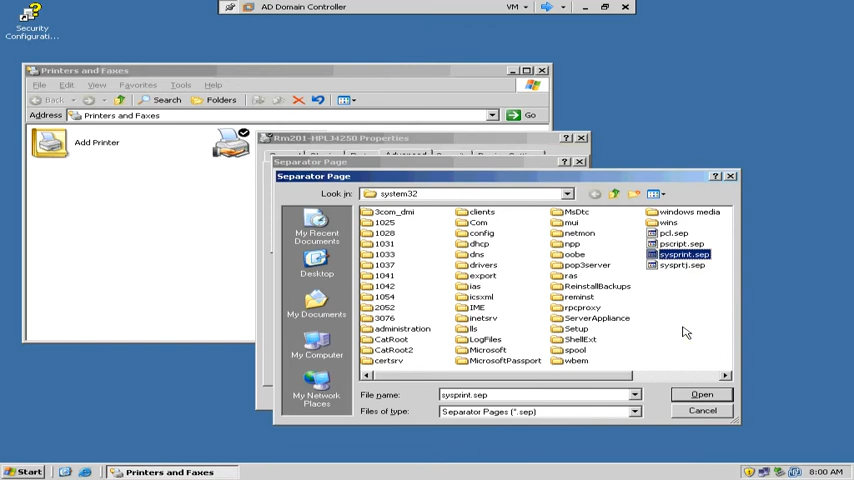 AD Domain Controller
VM
Security
Configurati...
Printers and Faxes
File Edit View Favorites Tools Help
Back Search Folders
Address Printers and Faxes Go
Add Printer
Rm201-HPLJ4250 Properties
Advanced
Separator Page
Separator Page
Look in: system32
My Recent
Documents
Desktop
My Documents
My Computer
My Network
Places
3com_dmi
1025
1028
1031
1033
1037
1041
1042
1054
2052
3076
administration
CatRoot
CatRoot2
certsrv
clients
Com
config
dhcp
dns
drivers
export
ias
icsxml
IME
inetsrv
lls
LogFiles
Microsoft
MicrosoftPassport
MsDtc
mui
netmon
npp
oobe
pop3server
ras
ReinstallBackups
reminst
rpcproxy
ServerAppliance
Setup
ShellExt
spool
wbem
windows media
wins
pcl.sep
pscript.sep
sysprint.sep
sysprtj.sep
File name: sysprint.sep Open
Files of type: Separator Pages (*.sep) Cancel
Start Printers and Faxes 8:00 AM